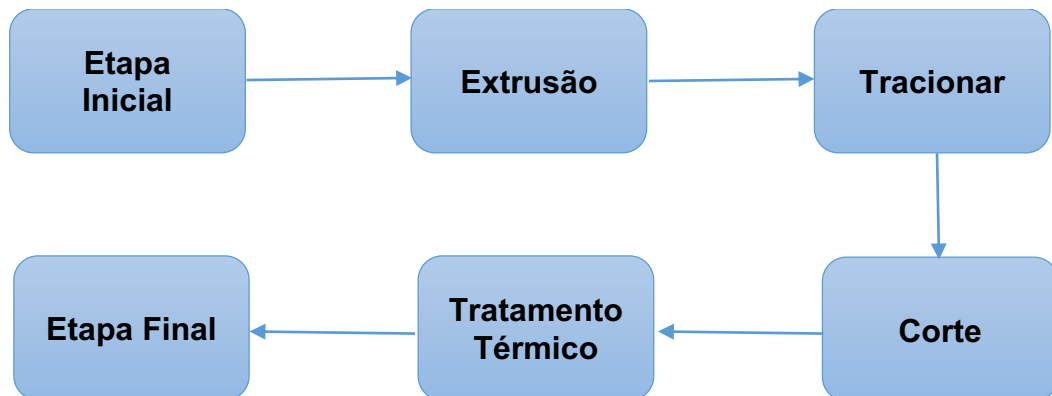 Etapa
Inicial
Extrusão
Tracionar
Etapa Final
Tratamento
Térmico
Corte